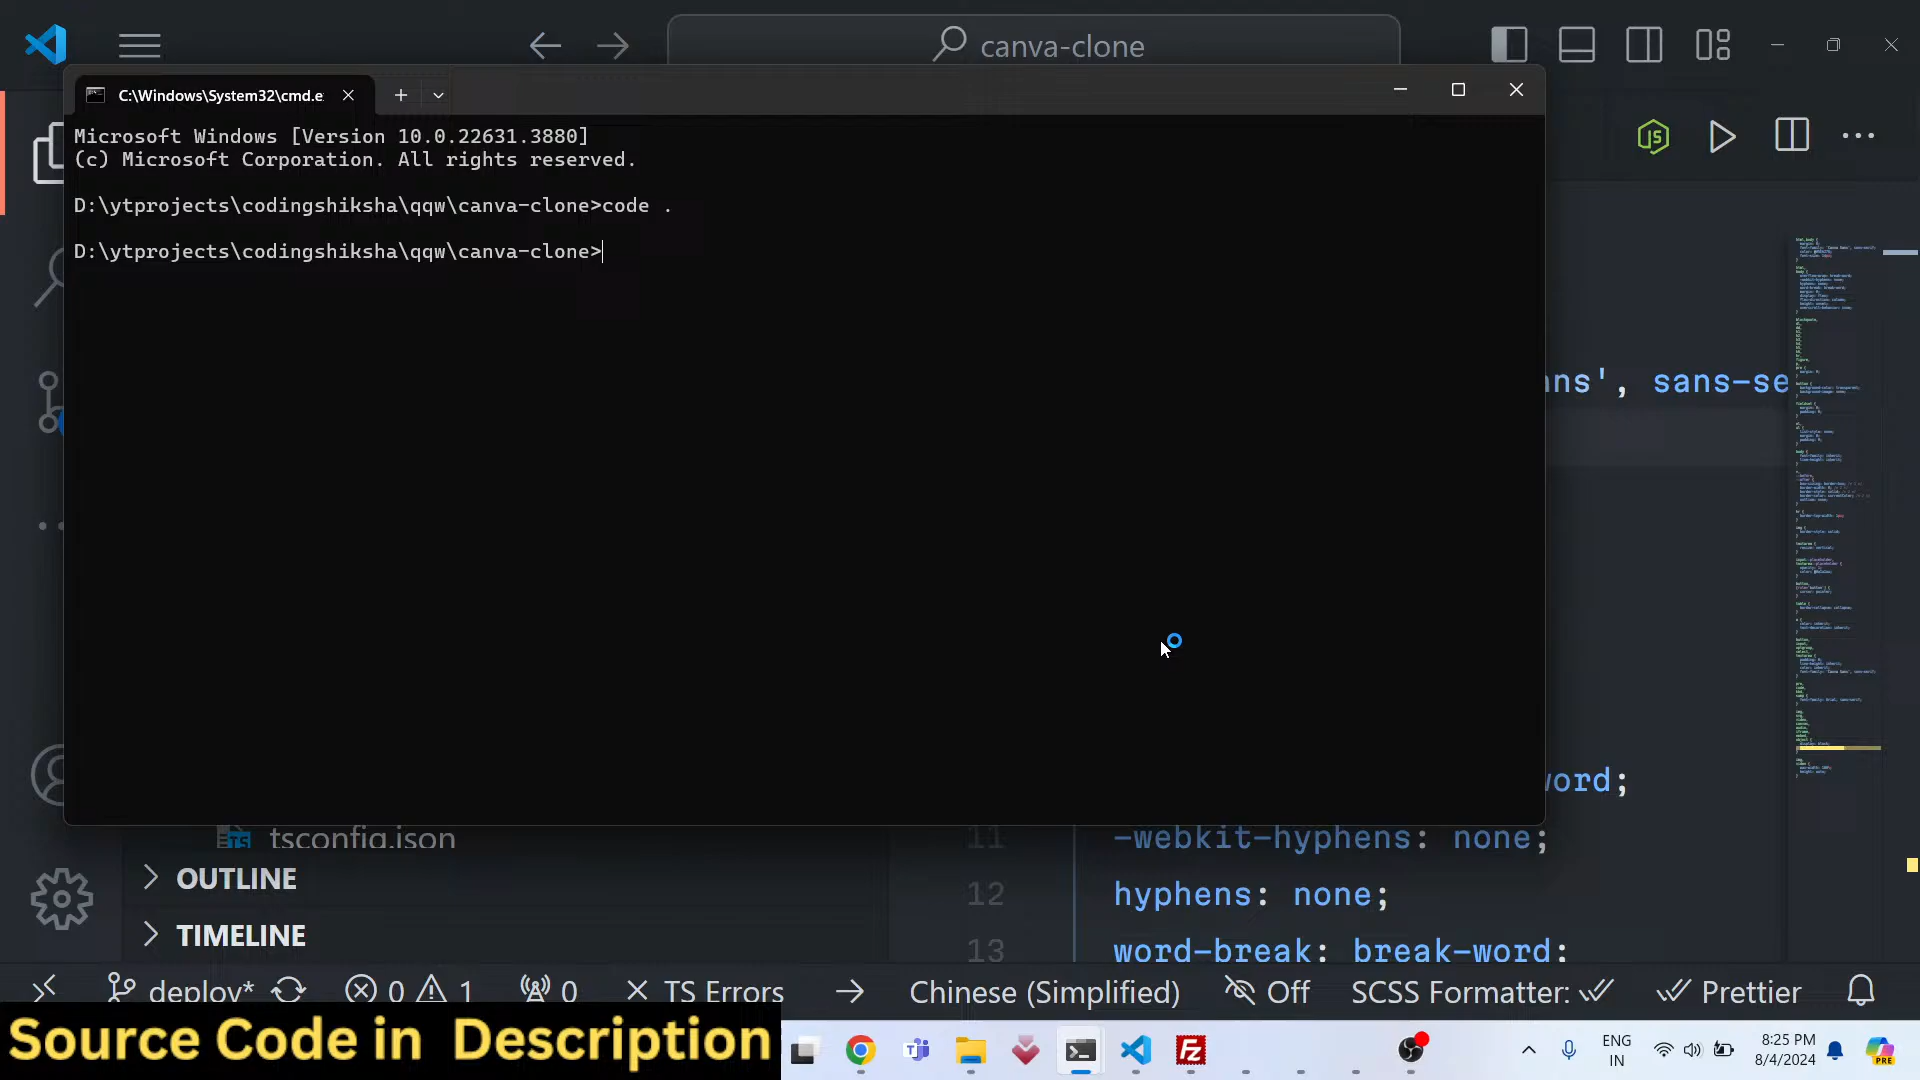 canva-clone
C:\Windows\System32\cmd.e
Microsoft Windows [Version 10.0.22631.3880]
(c) Microsoft Corporation. All rights reserved.
D:\ytprojects\codingshiksha\qqw\canva-clone>code .
D:\ytprojects\codingshiksha\qqw\canva-clone>
ns', sans-se
word;
tsconfig.json
11 -webkit-hyphens: none;
OUTLINE
12 hyphens: none;
TIMELINE
13 word-break: break-word;
deploy* 0 1 0 TS Errors Chinese (Simplified) Off SCSS Formatter: Prettier
Source Code in Description
ENG
IN
8:25 PM
8/4/2024
PRE